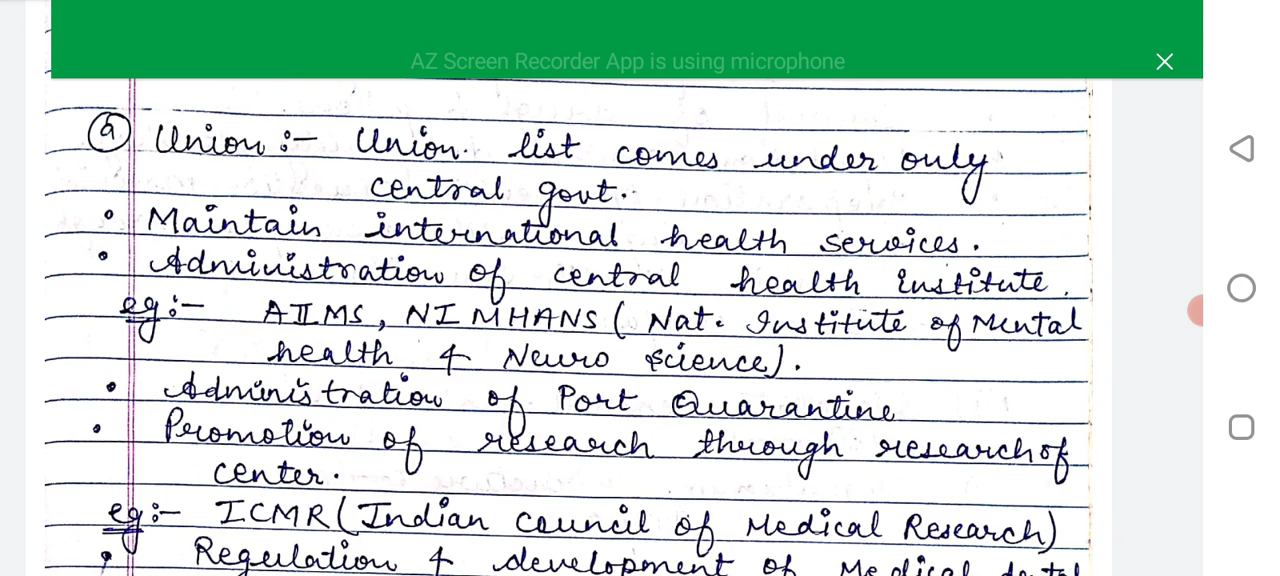 AZ Screen Recorder App is using microphone
(a) Union :- Union list comes under only
central govt.
• Maintain international health services.
• Administration of central health institute.
eg:- AIIMS, NIMHANS (Nat. Institute of Mental
health & Neuro science).
• Administration of Port Quarantine
• Promotion of research through research of
center.
eg:- ICMR (Indian council of Medical Research)
• Regulation & development of Medical